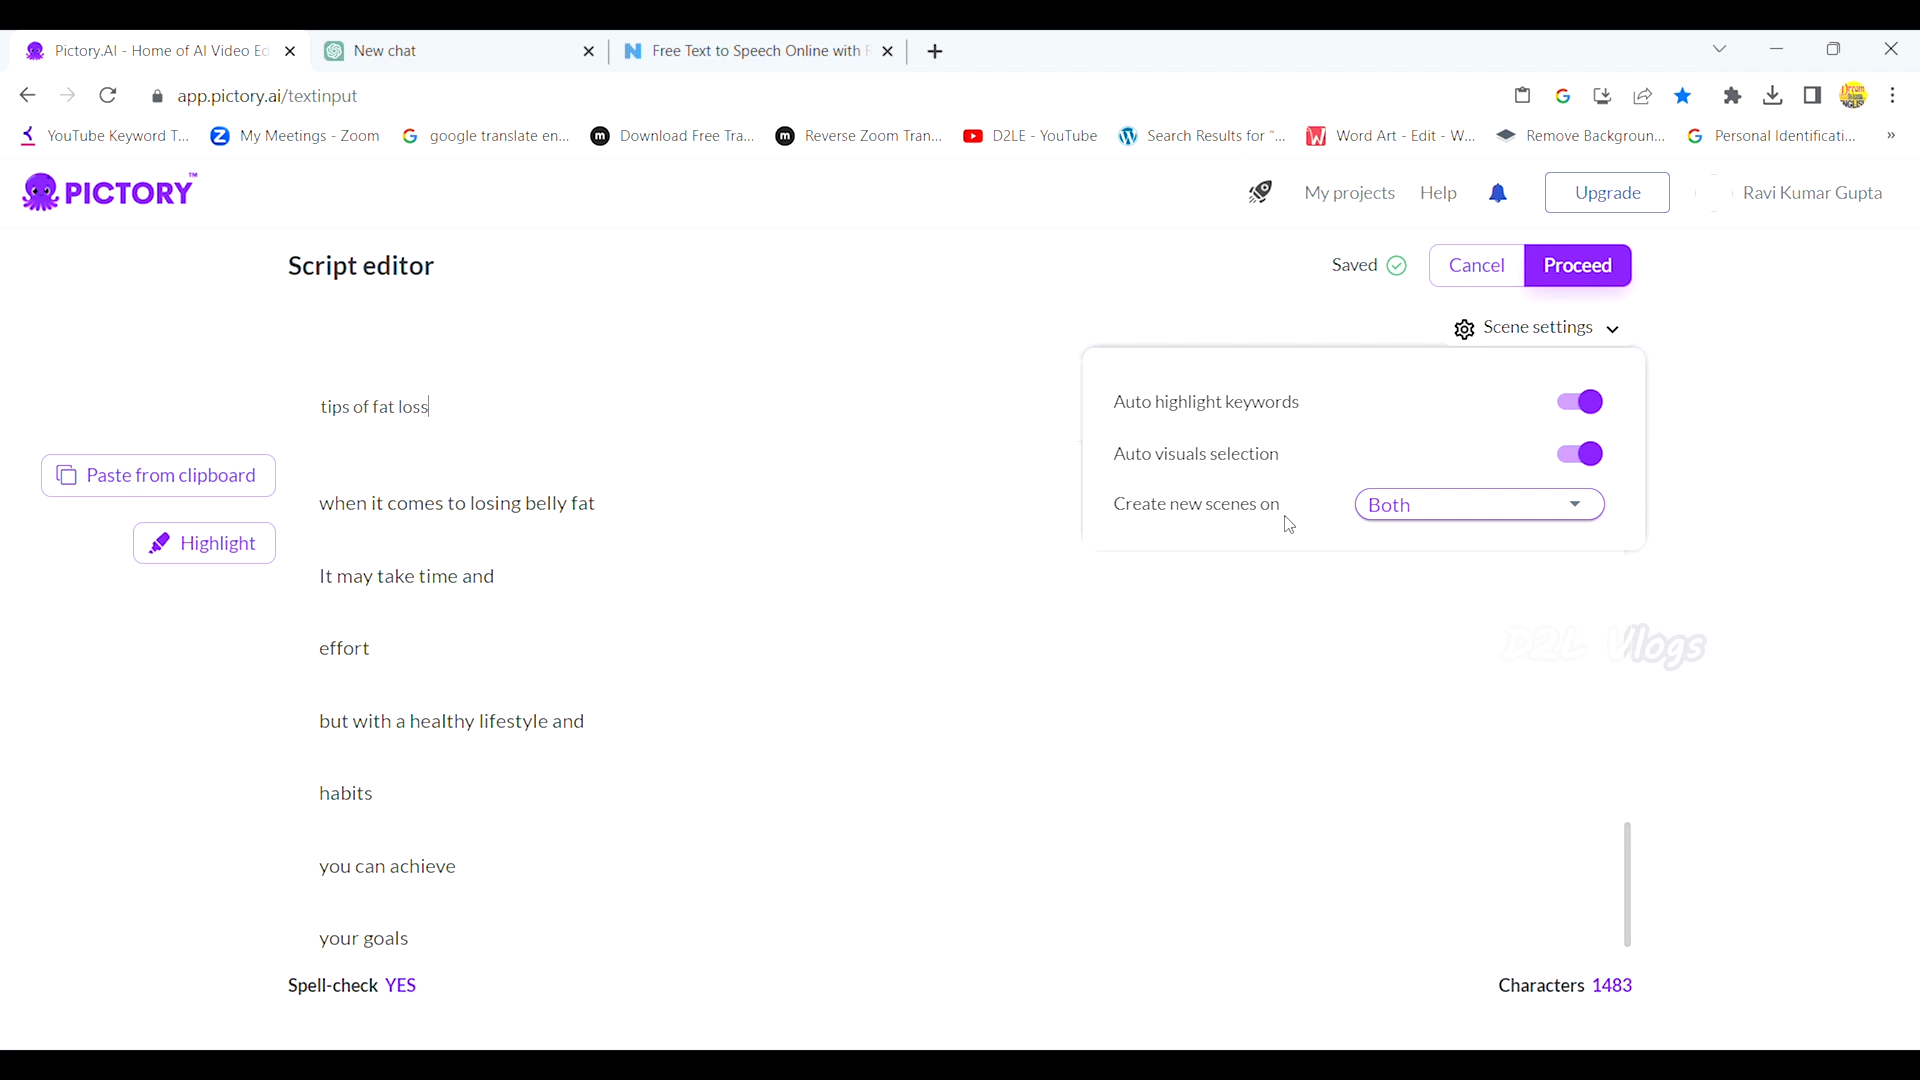 Pictory.AI - Home of AI Video Ed
New chat
Free Text to Speech Online with R
app.pictory.ai/textinput
YouTube Keyword T...
My Meetings - Zoom
google translate en...
Download Free Tra...
Reverse Zoom Tran...
D2LE - YouTube
Search Results for “...
Word Art - Edit - W...
Remove Backgroun...
Personal Identificati...
»
PICTORY™
My projects
Help
Upgrade
Ravi Kumar Gupta
Script editor
Saved
Cancel
Proceed
Scene settings
tips of fat loss
Auto highlight keywords
Auto visuals selection
Create new scenes on
Both
Paste from clipboard
Highlight
when it comes to losing belly fat
It may take time and
effort
but with a healthy lifestyle and
habits
you can achieve
your goals
D2L Vlogs
Spell-check YES
Characters 1483